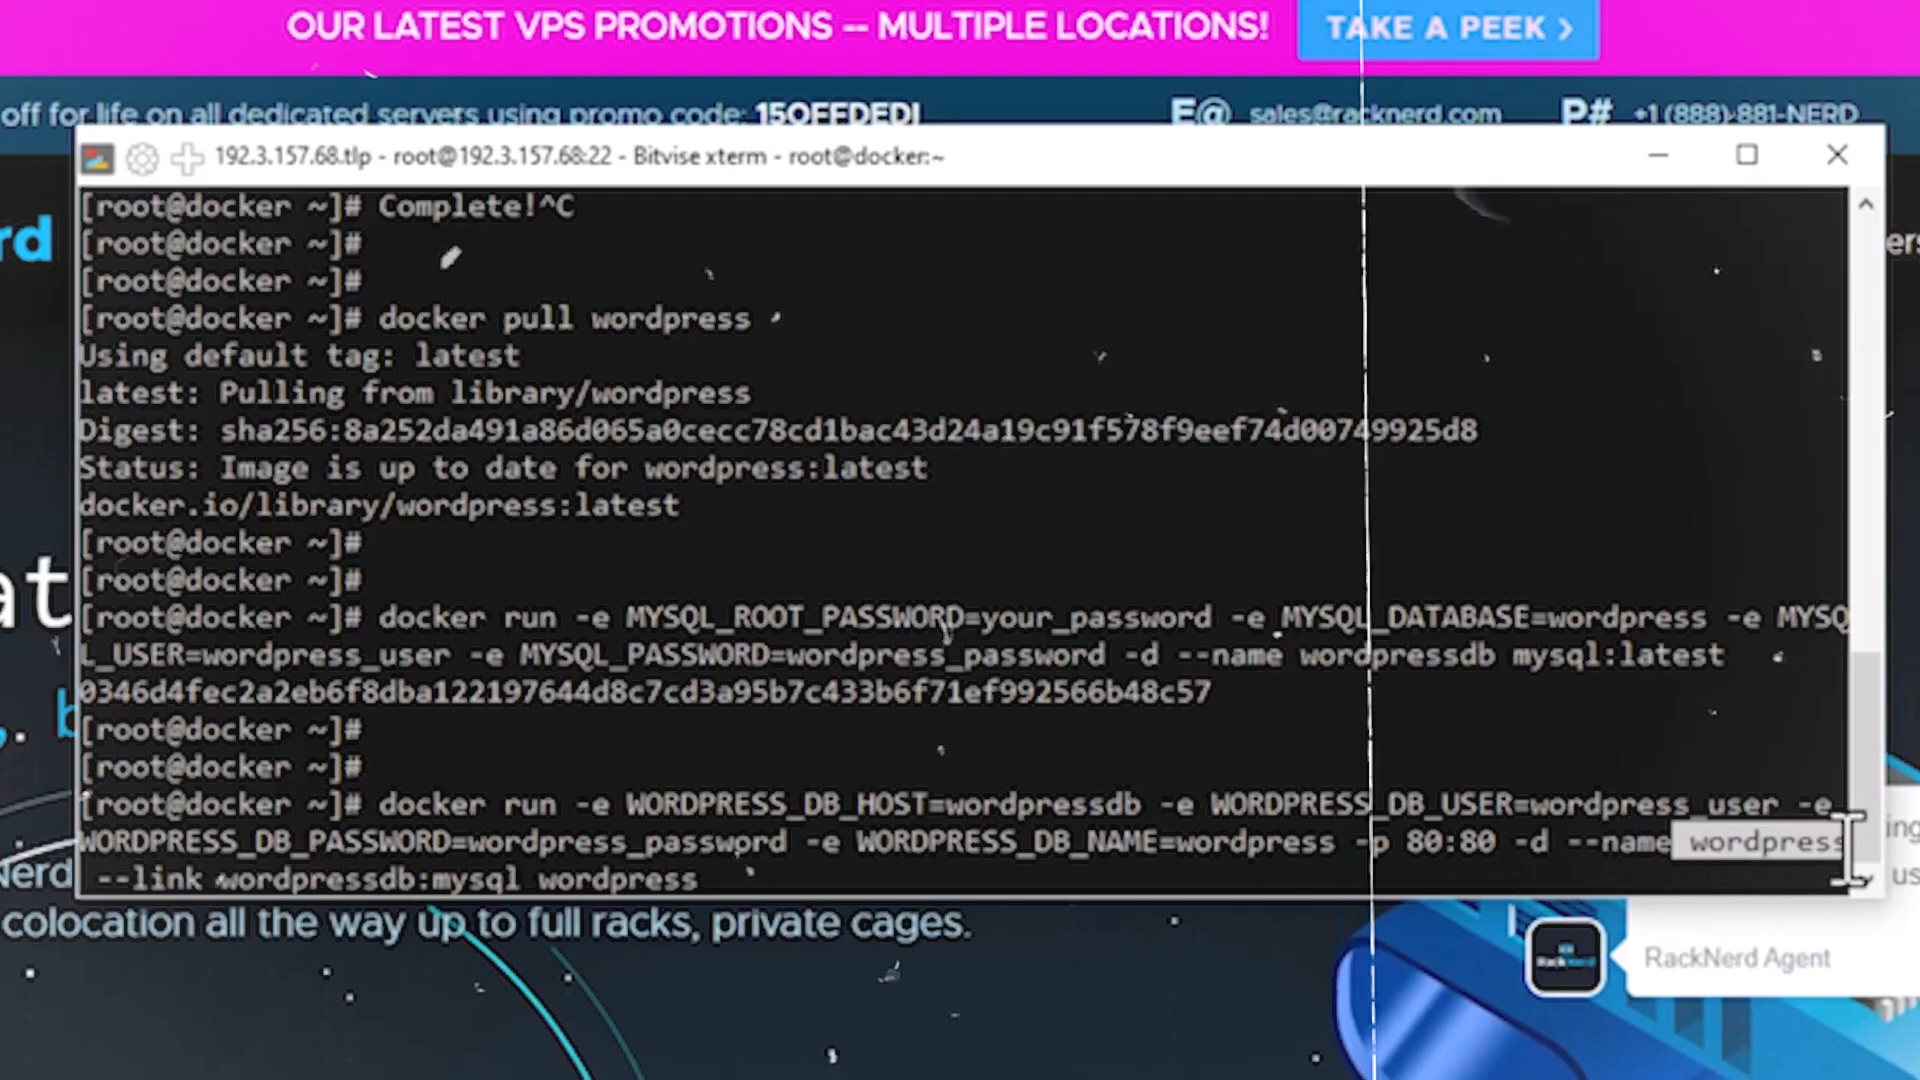 OUR LATEST VPS PROMOTIONS -- MULTIPLE LOCATIONS!
TAKE A PEEK >
off for life on all dedicated servers using promo code: 15OFFDEDI
E@ sales@racknerd.com P# +1 (888)-881-NERD
192.3.157.68.tlp - root@192.3.157.68:22 - Bitvise xterm - root@docker:~
[root@docker ~]# Complete!^C
[root@docker ~]#
[root@docker ~]#
[root@docker ~]# docker pull wordpress
Using default tag: latest
latest: Pulling from library/wordpress
Digest: sha256:8a252da491a86d065a0cecc78cd1bac43d24a19c91f578f9eef74d00749925d8
Status: Image is up to date for wordpress:latest
docker.io/library/wordpress:latest
[root@docker ~]#
[root@docker ~]#
[root@docker ~]# docker run -e MYSQL_ROOT_PASSWORD=your_password -e MYSQL_DATABASE=wordpress -e MYSQ
L_USER=wordpress_user -e MYSQL_PASSWORD=wordpress_password -d --name wordpressdb mysql:latest
0346d4fec2a2eb6f8dba122197644d8c7cd3a95b7c433b6f71ef992566b48c57
[root@docker ~]#
[root@docker ~]#
[root@docker ~]# docker run -e WORDPRESS_DB_HOST=wordpressdb -e WORDPRESS_DB_USER=wordpress_user -e
WORDPRESS_DB_PASSWORD=wordpress_password -e WORDPRESS_DB_NAME=wordpress -p 80:80 -d --name wordpress
--link wordpressdb:mysql wordpress
rd
ers
at
b
Nerd
ing
us
colocation all the way up to full racks, private cages.
RackNerd Agent